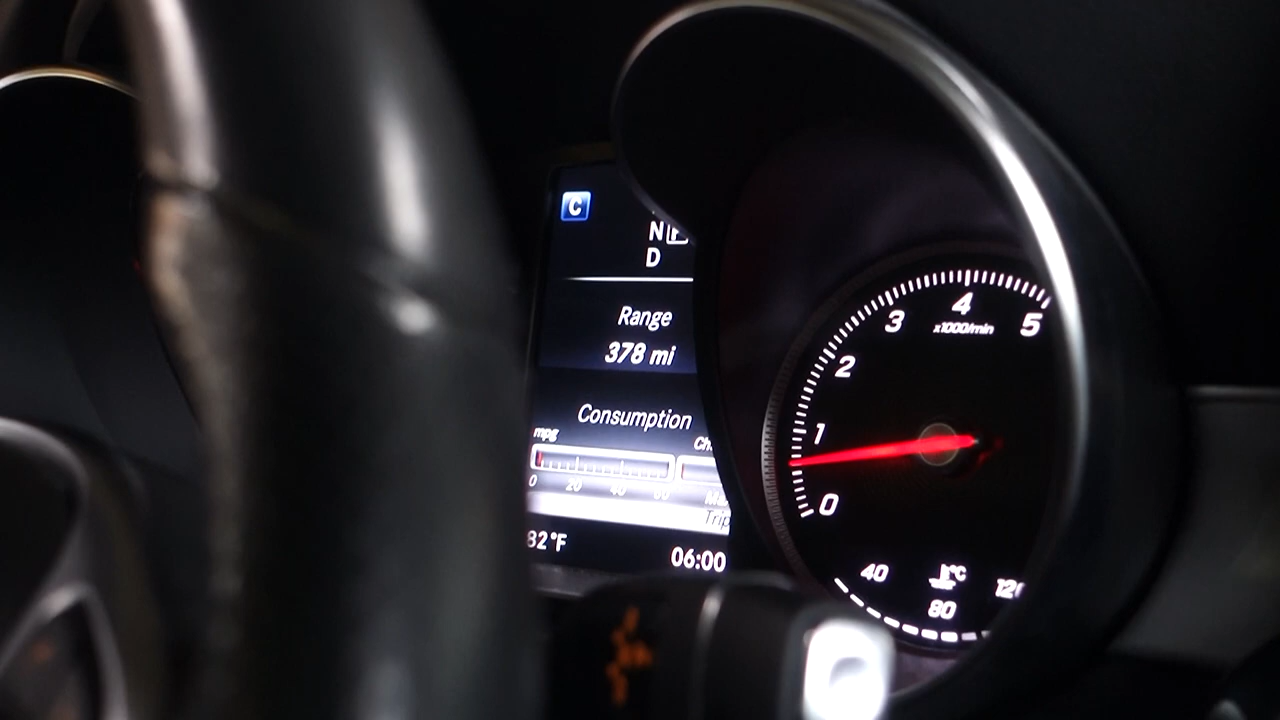 C
N P
D
Range
378 mi
Consumption
mpg
0 20 40 60
Trip
82°F
06:00
0
1
2
3
4
5
x1000/min
40
°C
80